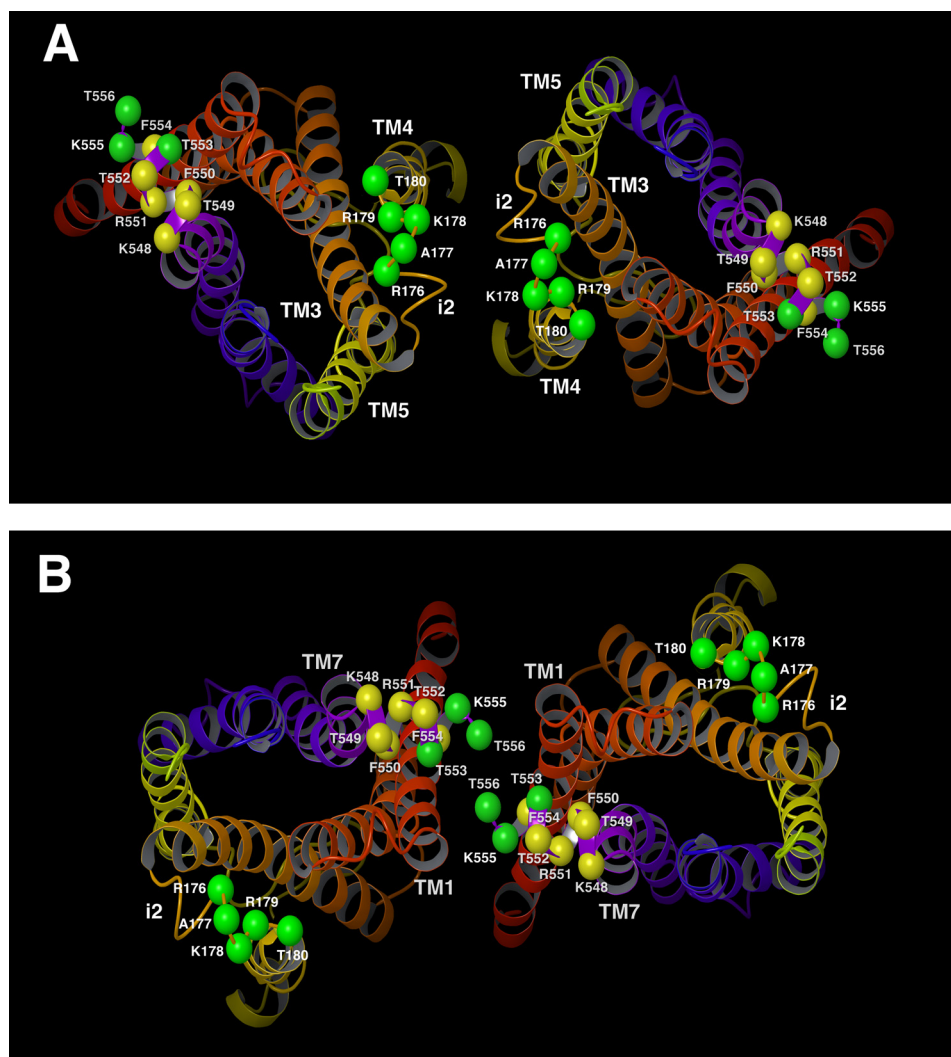 A
T556
F554
K555
T553
T552
F550
R551
T549
K548
TM4
T180
R179
K178
A177
R176
TM3
i2
TM5
TM5
TM3
i2
R176
A177
K178
R179
T180
TM4
K548
R551
T549
T552
F550
K555
T553
F554
T556
B
TM7
K548
R551
T552
K555
T549
F554
T556
F550
T553
TM1
R176
R179
i2
A177
K178
T180
TM1
T180
K178
R179
A177
R176
i2
T556
T553
F550
F554
T549
K555
T552
R551
K548
TM7